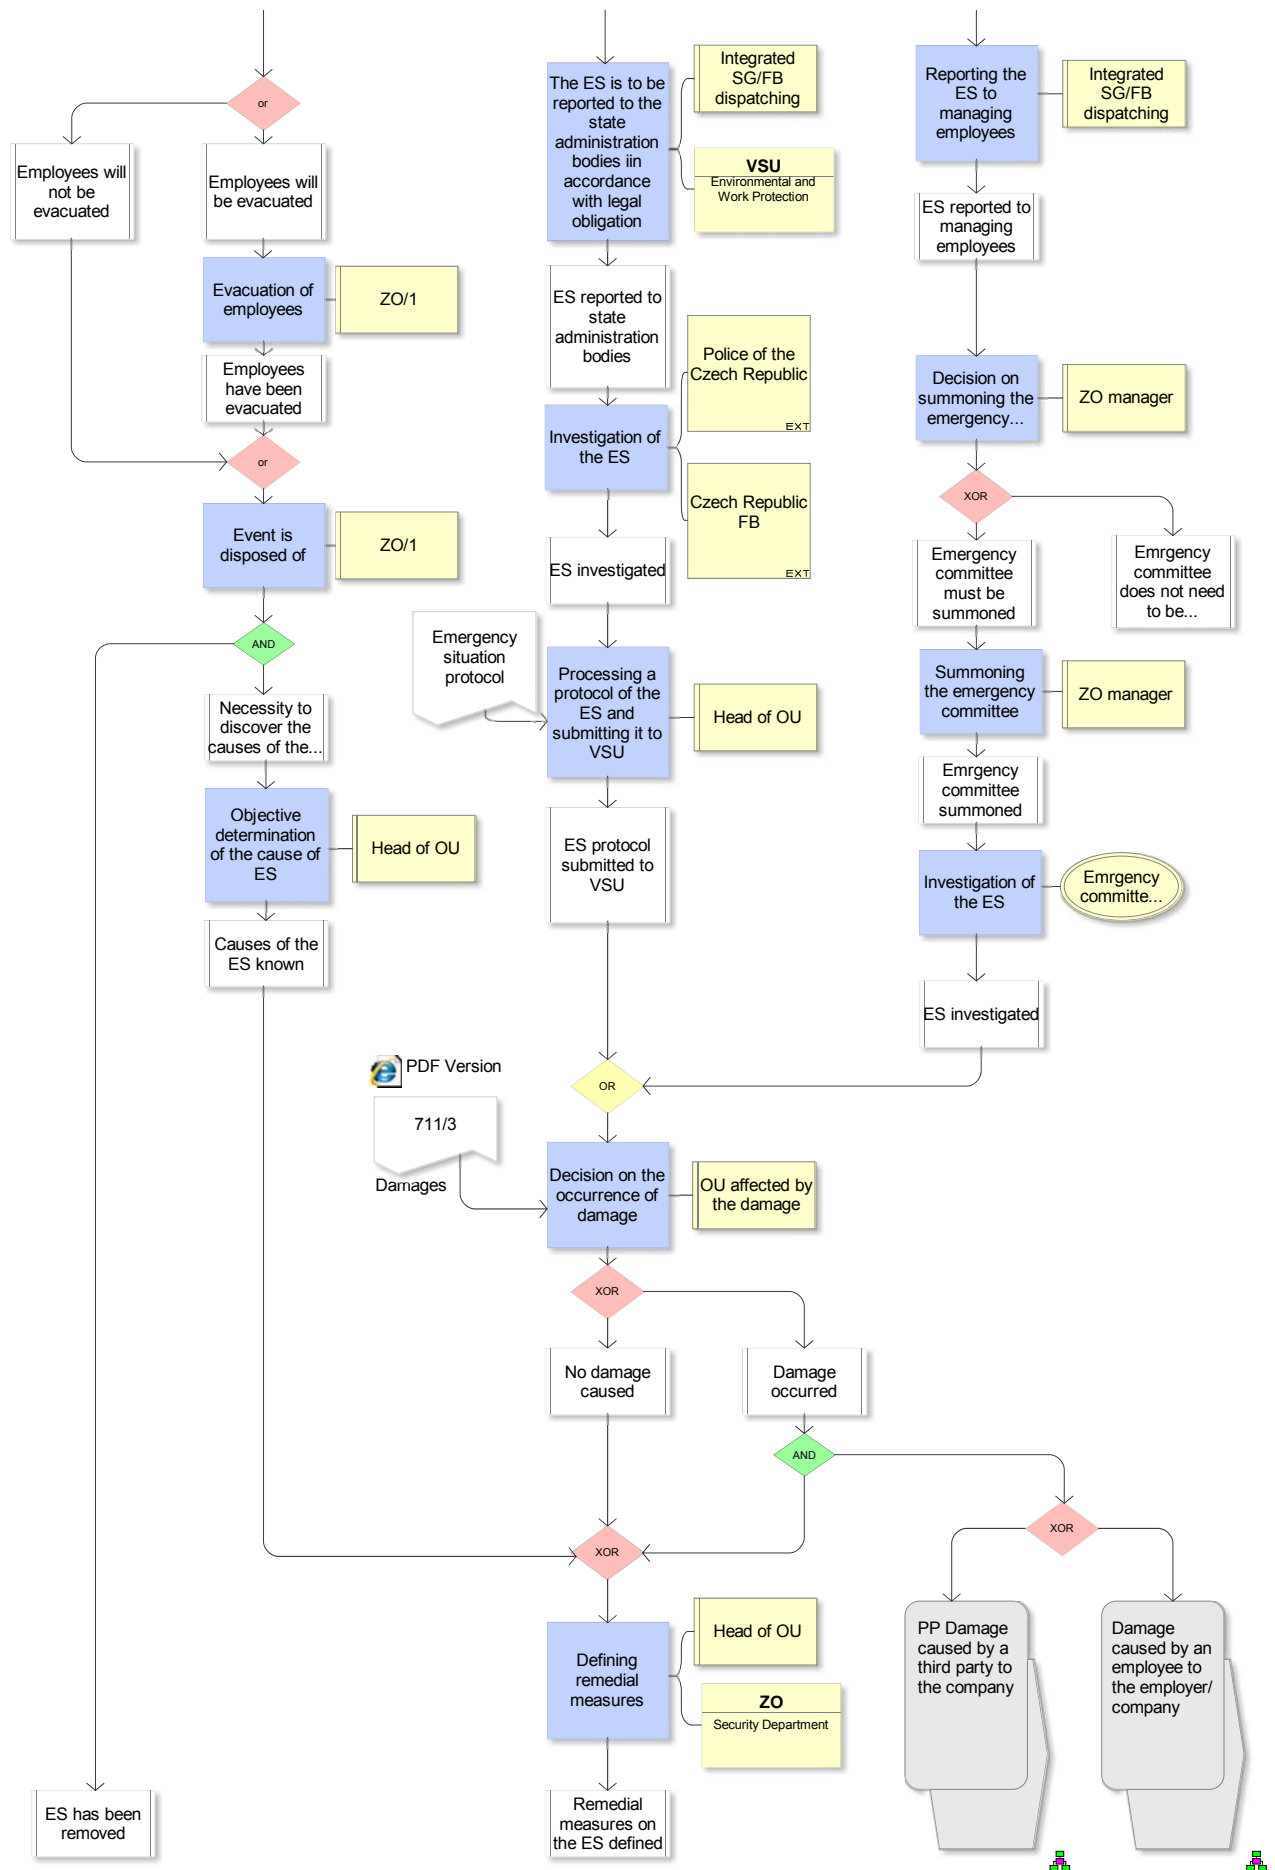 or
Employees will
not be
evacuated
Employees will
be evacuated
Evacuation of
employees
ZO/1
Employees
have been
evacuated
or
Event is
disposed of
ZO/1
AND
Necessity to
discover the
causes of the...
Objective
determination
of the cause of
ES
Head of OU
Causes of the
ES known
ES has been
removed
The ES is to be
reported to the
state
administration
bodies iin
accordance
with legal
obligation
Integrated
SG/FB
dispatching
VSU
Environmental and
Work Protection
ES reported to
state
administration
bodies
Police of the
Czech Republic
EXT
Investigation of
the ES
Czech Republic
FB
EXT
ES investigated
Emergency
situation
protocol
Processing a
protocol of the
ES and
submitting it to
VSU
Head of OU
ES protocol
submitted to
VSU
PDF Version
OR
711/3
Damages
Decision on the
occurrence of
damage
OU affected by
the damage
XOR
No damage
caused
Damage
occurred
AND
XOR
XOR
Defining
remedial
measures
Head of OU
ZO
Security Department
Remedial
measures on
the ES defined
PP Damage
caused by a
third party to
the company
Damage
caused by an
employee to
the employer/
company
Reporting the
ES to
managing
employees
Integrated
SG/FB
dispatching
ES reported to
managing
employees
Decision on
summoning the
emergency...
ZO manager
XOR
Emergency
committee
must be
summoned
Emrgency
committee
does not need
to be...
Summoning
the emergency
committee
ZO manager
Emrgency
committee
summoned
Investigation of
the ES
Emrgency
committe...
ES investigated